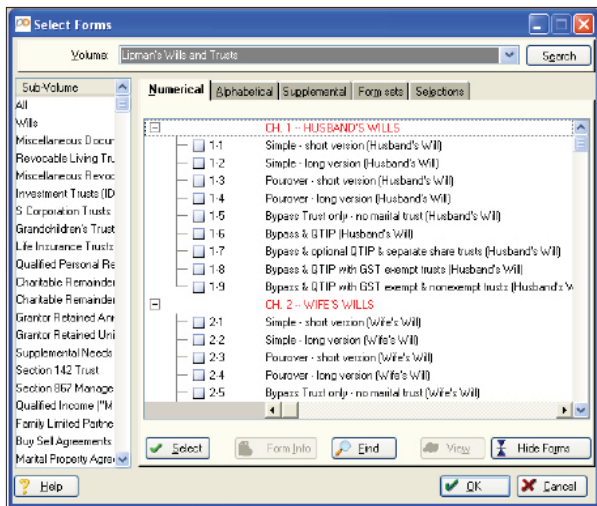 Select Forms
Volume: Lipman's Wills and Trusts Search
Sub-Volume
All
Wills
Miscellaneous Docur
Revocable Living Tru
Miscellaneous Revoc
Investment Trusts (ID
S Corporation Trusts
Grandchildren's Trust
Life Insurance Trusts
Qualified Personal Re
Charitable Remainder
Charitable Remainder
Grantor Retained Ann
Grantor Retained Uni
Supplemental Needs
Section 142 Trust
Section 867 Manage
Qualified Income ("M
Family Limited Partne
Buy Sell Agreements
Marital Property Agree
Numerical Alphabetical Supplemental Form sets Selections
CH. 1 -- HUSBAND'S WILLS
1-1 Simple - short version (Husband's Will)
1-2 Simple - long version (Husband's Will)
1-3 Pourover - short version (Husband's Will)
1-4 Pourover - long version (Husband's Will)
1-5 Bypass Trust only - no marital trust (Husband's Will)
1-6 Bypass & QTIP (Husband's Will)
1-7 Bypass & optional QTIP & separate share trusts (Husband's Will)
1-8 Bypass & QTIP with GST exempt trusts (Husband's Will)
1-9 Bypass & QTIP with GST exempt & nonexempt trusts (Husband's W
CH. 2 -- WIFE'S WILLS
2-1 Simple - short version (Wife's Will)
2-2 Simple - long version (Wife's Will)
2-3 Pourover - short version (Wife's Will)
2-4 Pourover - long version (Wife's Will)
2-5 Bypass Trust only - no marital trust (Wife's Will)
Select Form Info Find View Hide Forms
Help OK Cancel